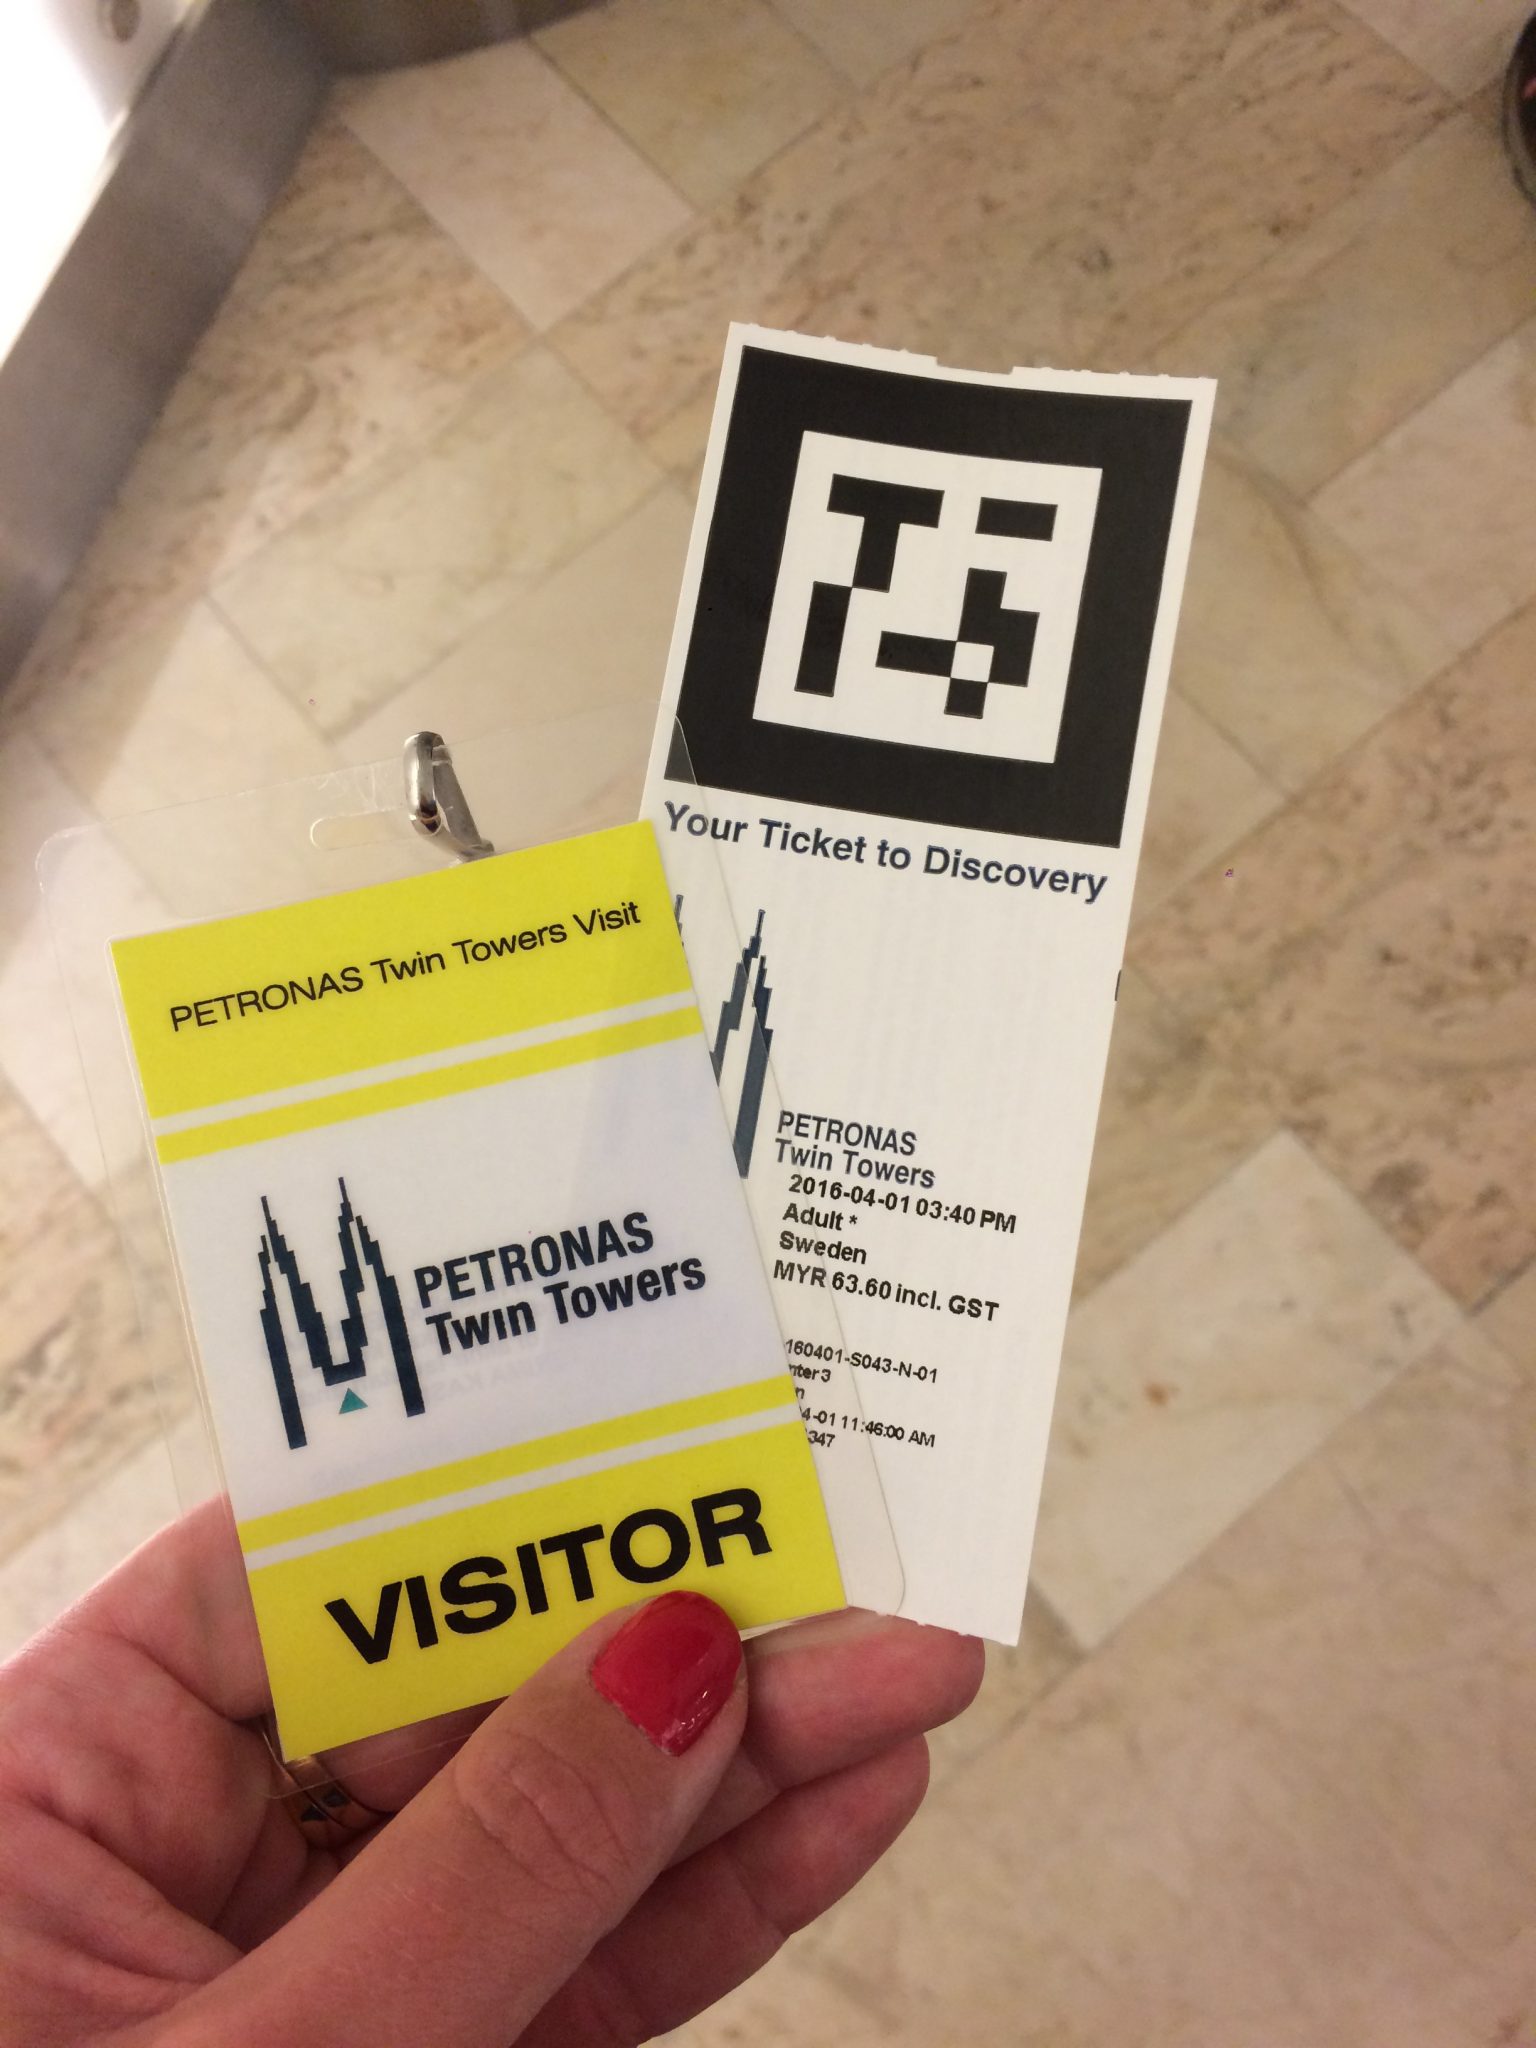 PETRONAS Twin Towers Visit
PETRONAS
Twin Towers
VISITOR
Your Ticket to Discovery
PETRONAS
Twin Towers
2016-04-01 03:40 PM
Adult *
Sweden
MYR 63.60 incl. GST
160401-S043-N-01
nter3
n
4-01 11:46:00 AM
347